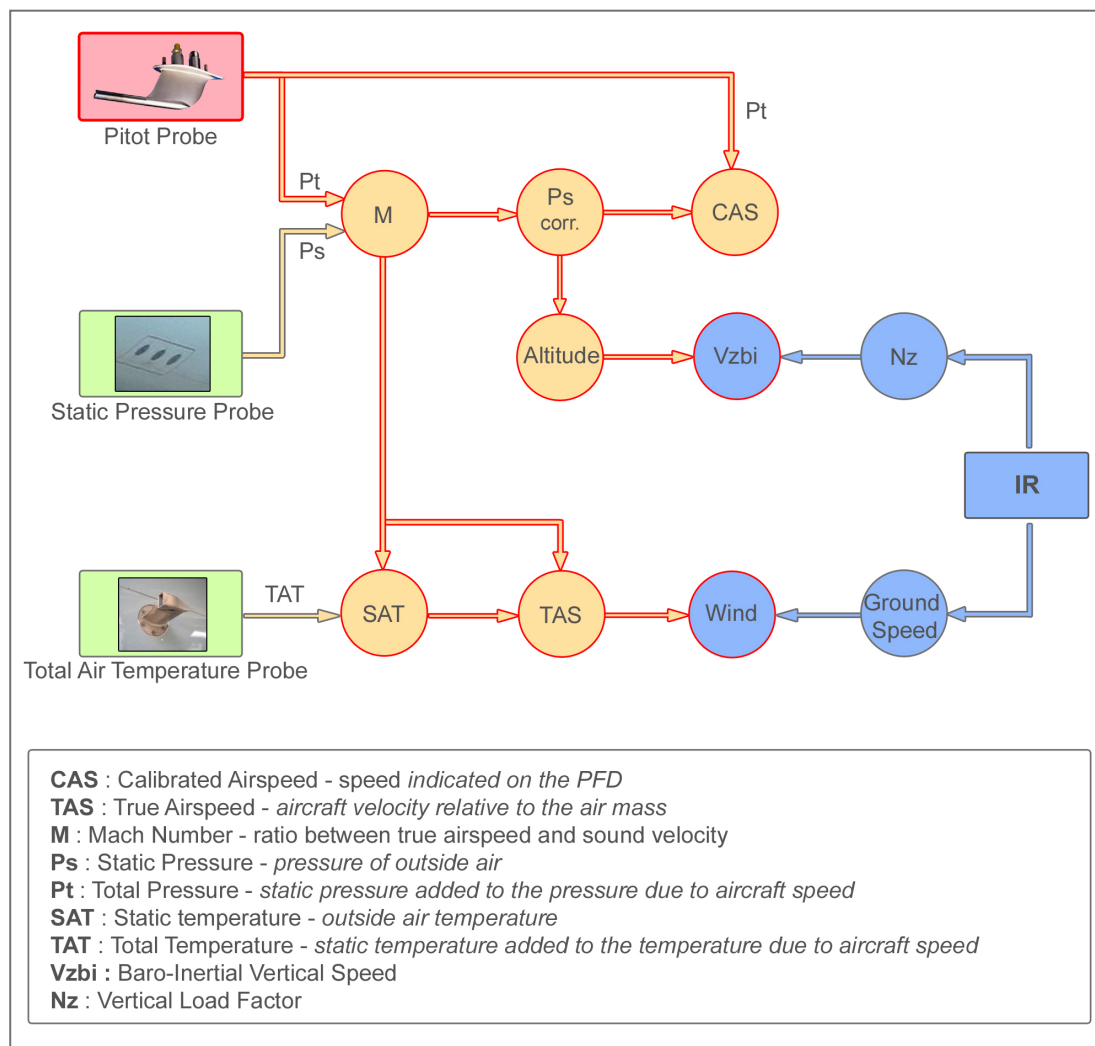 Pitot Probe
Pt
Pt
M
Ps
corr.
CAS
Ps
Static Pressure Probe
Altitude
Vzbi
Nz
IR
TAT
SAT
TAS
Wind
Ground
Speed
Total Air Temperature Probe
CAS : Calibrated Airspeed - speed indicated on the PFD
TAS : True Airspeed - aircraft velocity relative to the air mass
M : Mach Number - ratio between true airspeed and sound velocity
Ps : Static Pressure - pressure of outside air
Pt : Total Pressure - static pressure added to the pressure due to aircraft speed
SAT : Static temperature - outside air temperature
TAT : Total Temperature - static temperature added to the temperature due to aircraft speed
Vzbi : Baro-Inertial Vertical Speed
Nz : Vertical Load Factor